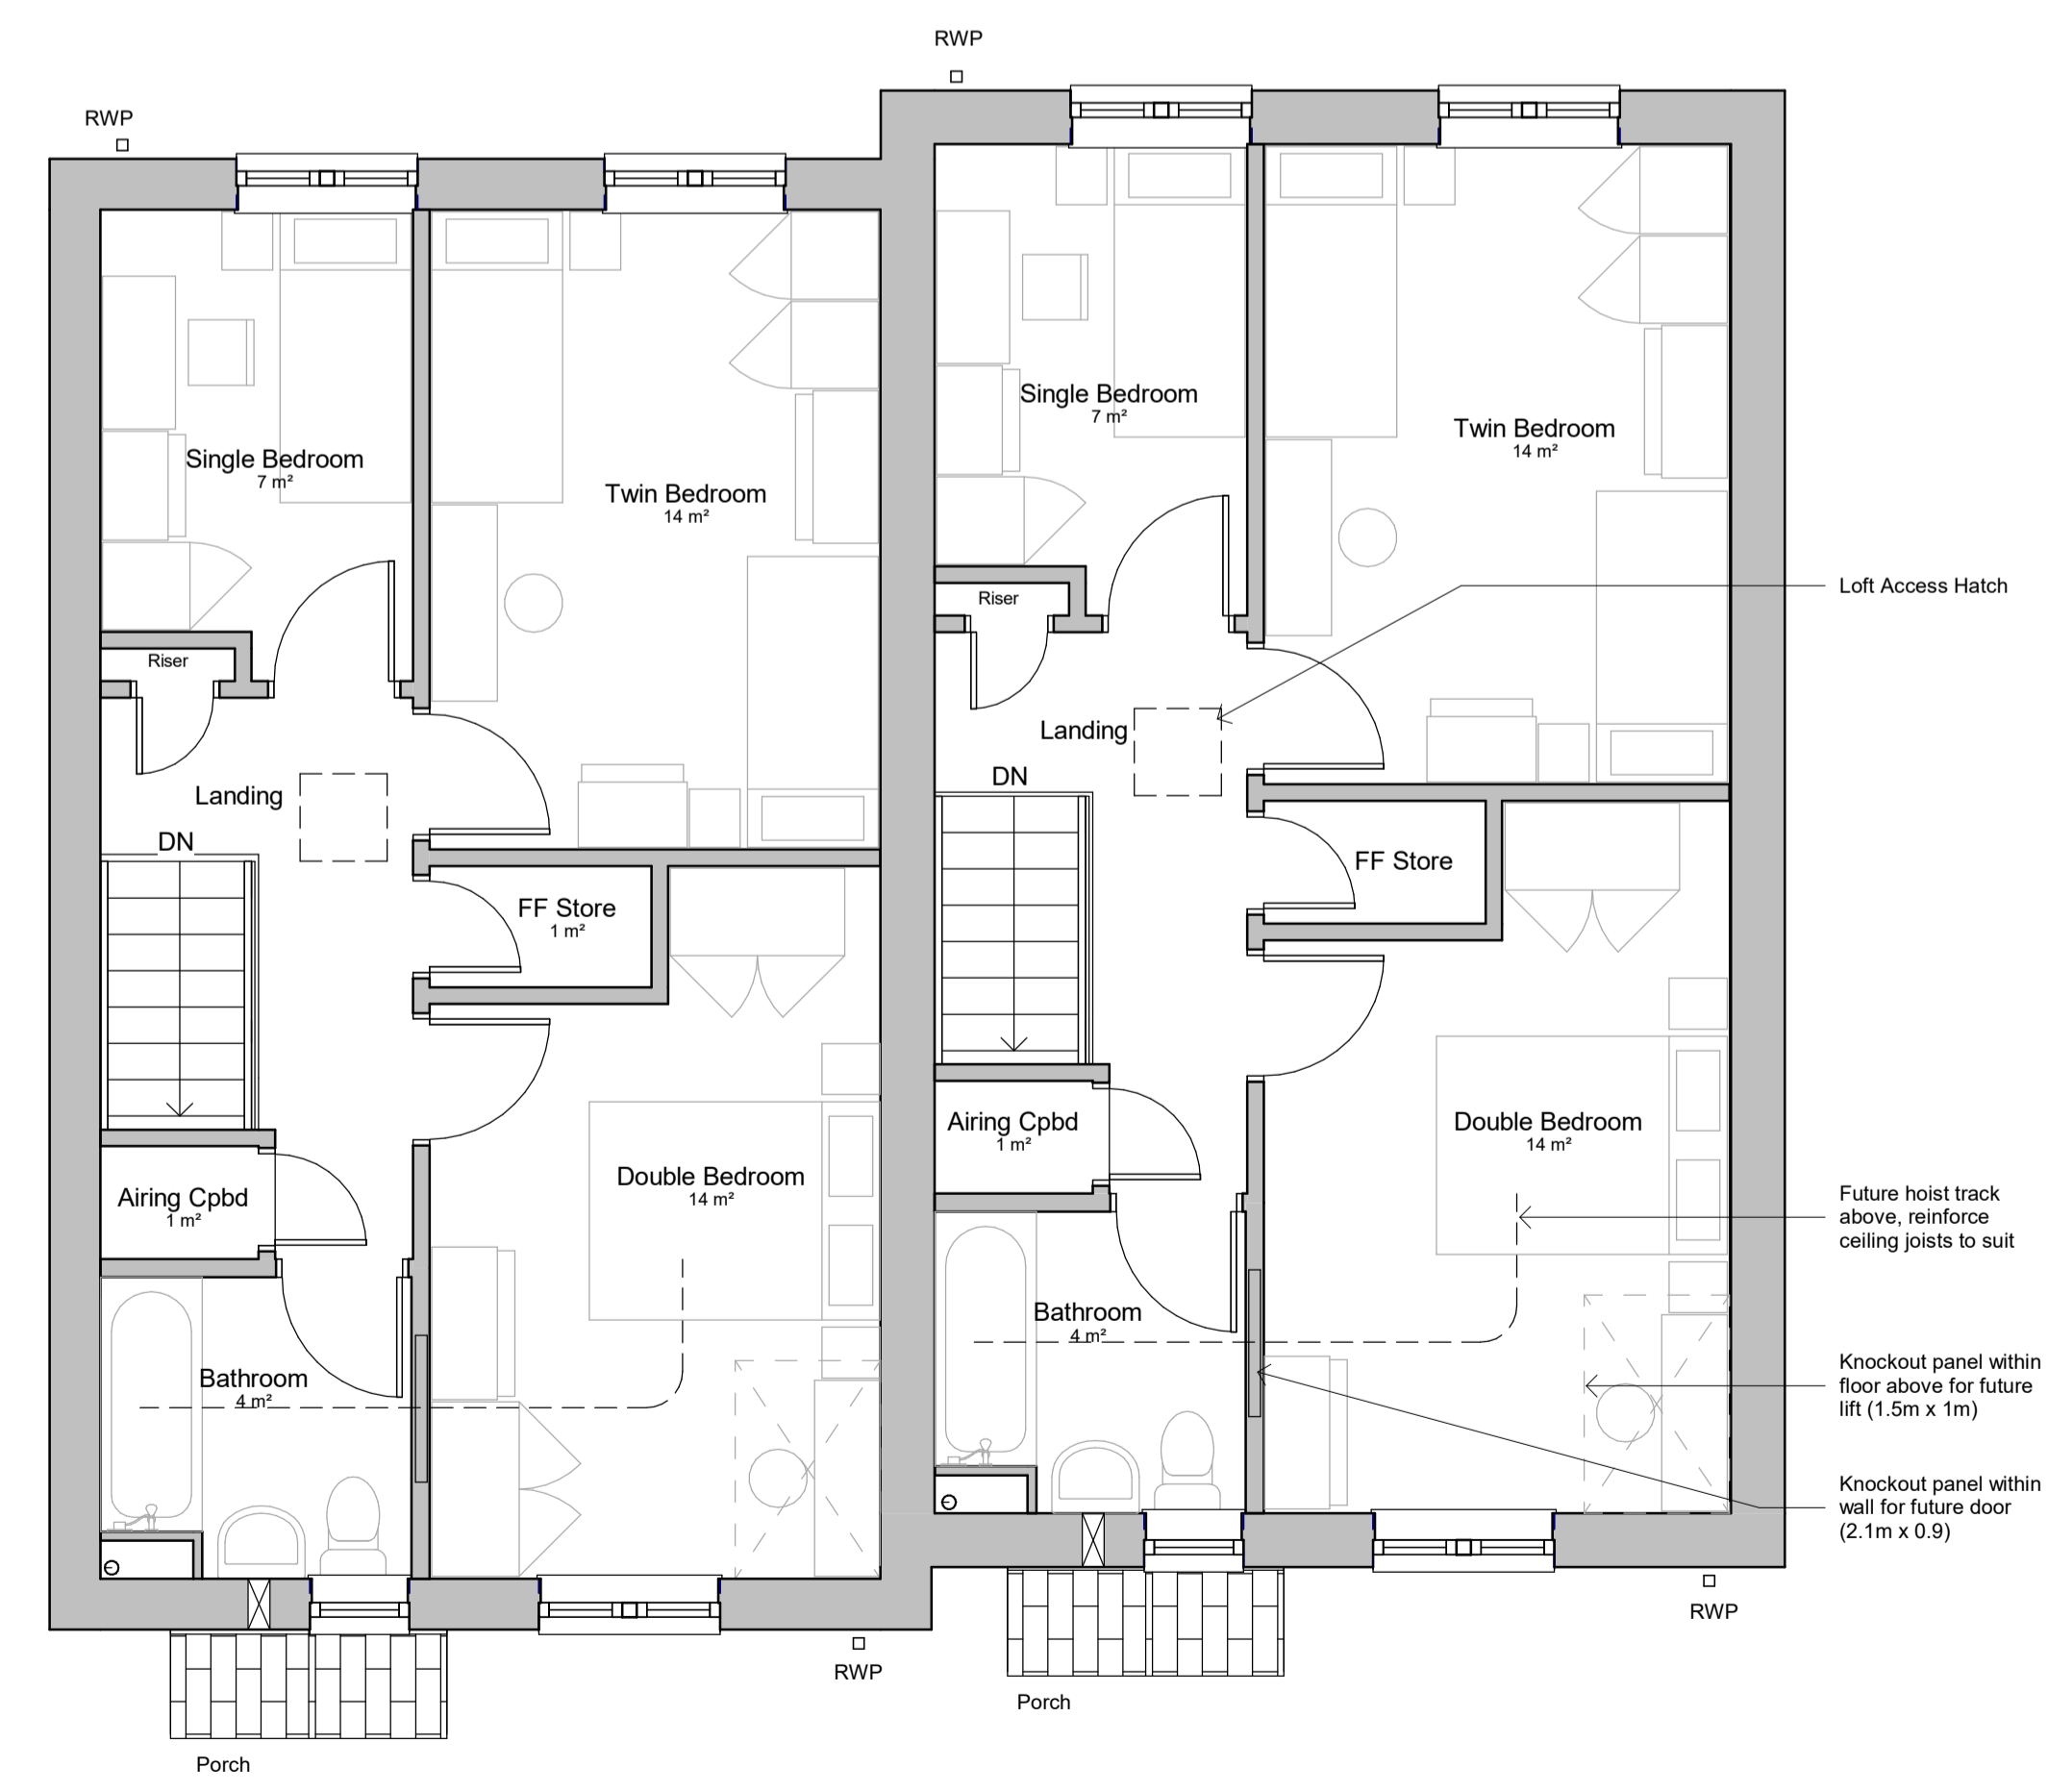 RWP
RWP
Single Bedroom
7 m²
Twin Bedroom
14 m²
Riser
Landing
DN
FF Store
1 m²
Airing Cpbd
1 m²
Double Bedroom
14 m²
Bathroom
4 m²
RWP
Porch
Single Bedroom
7 m²
Twin Bedroom
14 m²
Riser
Loft Access Hatch
Landing
DN
FF Store
Airing Cpbd
1 m²
Double Bedroom
14 m²
Future hoist track
above, reinforce
ceiling joists to suit
Bathroom
4 m²
Knockout panel within
floor above for future
lift (1.5m x 1m)
Knockout panel within
wall for future door
(2.1m x 0.9)
RWP
Porch